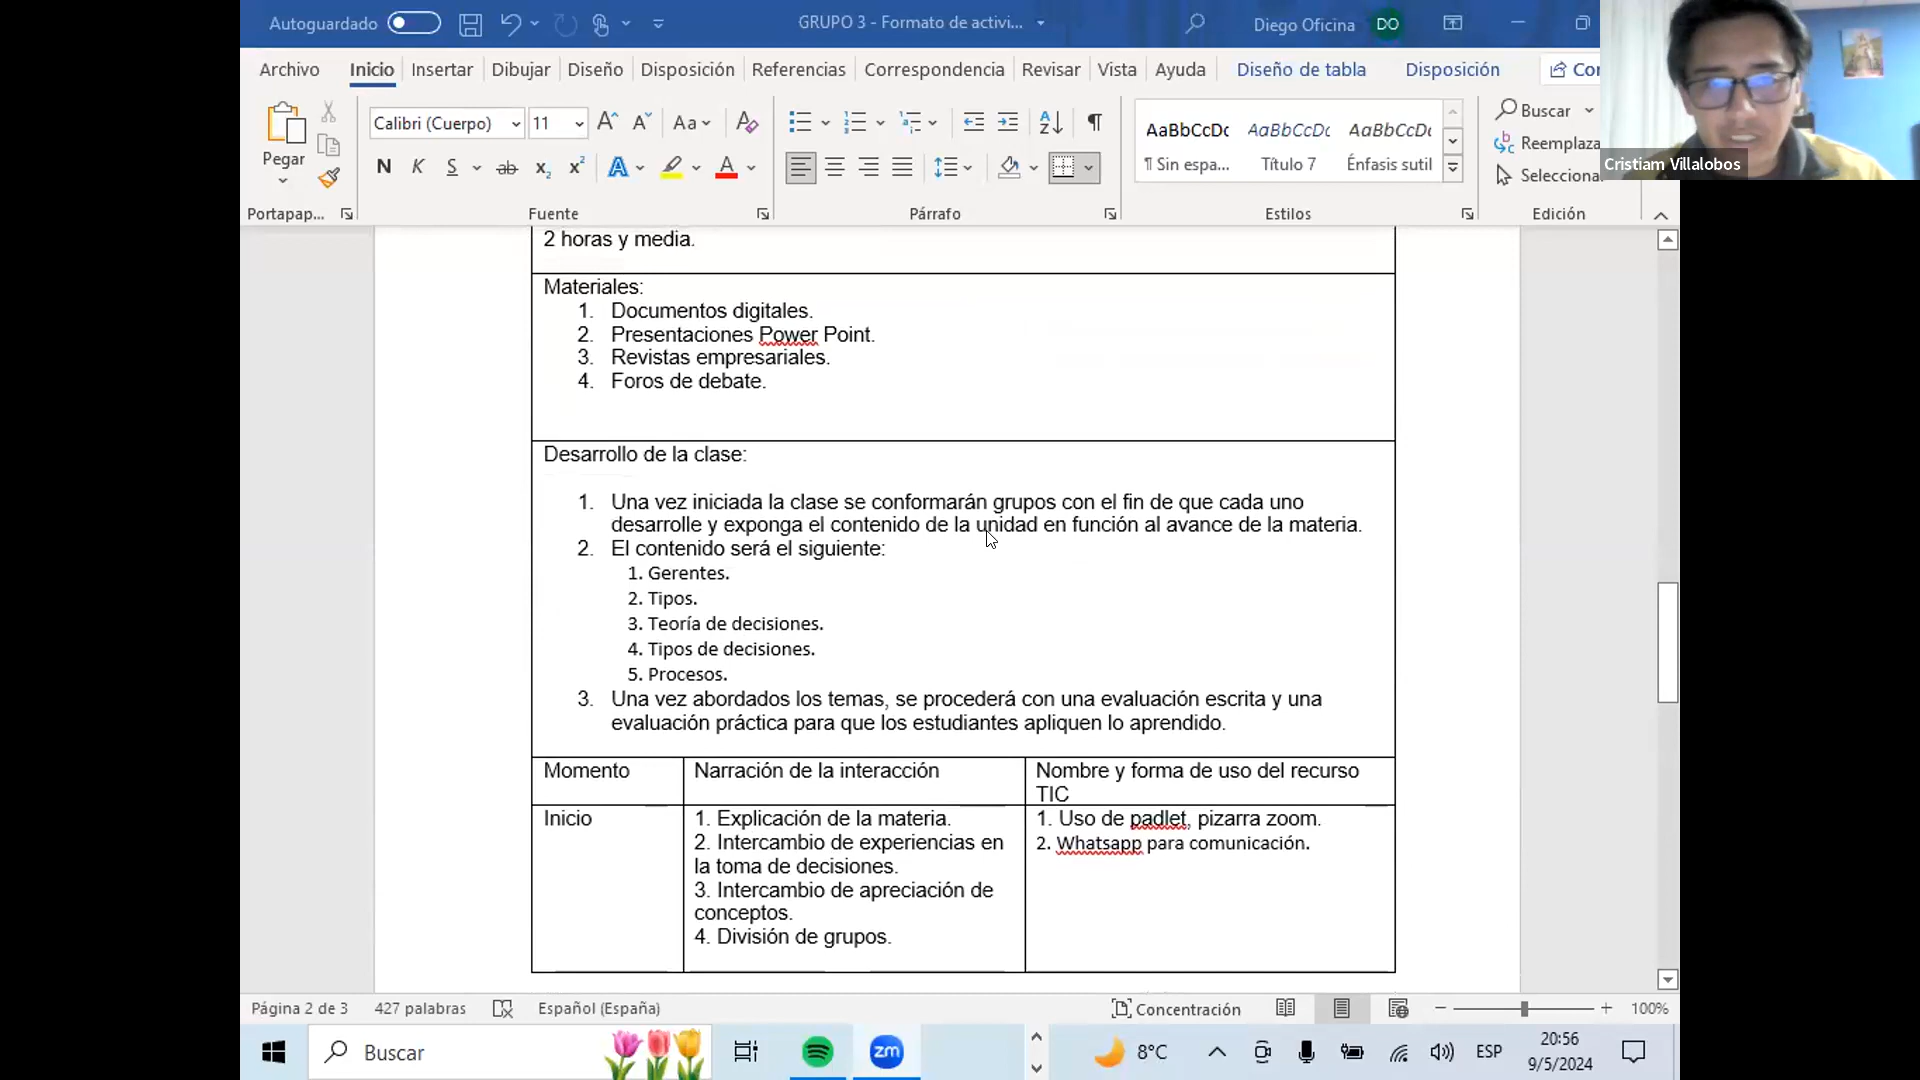 Autoguardado
GRUPO 3 - Formato de activi...
Diego Oficina
DO
Archivo Inicio Insertar Dibujar Diseño Disposición Referencias Correspondencia Revisar Vista Ayuda Diseño de tabla Disposición
Pegar
Calibri (Cuerpo) 11
Aa
N K S ab x₂ x² A A
AaBbCcDc AaBbCcDc AaBbCcDc
¶ Sin espa... Título 7 Énfasis sutil
Buscar
Reemplaza
Selecciona
Cristiam Villalobos
Portapap... Fuente Párrafo Estilos Edición
2 horas y media.
Materiales:
1. Documentos digitales.
2. Presentaciones Power Point.
3. Revistas empresariales.
4. Foros de debate.
Desarrollo de la clase:
1. Una vez iniciada la clase se conformarán grupos con el fin de que cada uno
desarrolle y exponga el contenido de la unidad en función al avance de la materia.
2. El contenido será el siguiente:
1. Gerentes.
2. Tipos.
3. Teoría de decisiones.
4. Tipos de decisiones.
5. Procesos.
3. Una vez abordados los temas, se procederá con una evaluación escrita y una
evaluación práctica para que los estudiantes apliquen lo aprendido.
Momento
Narración de la interacción
Nombre y forma de uso del recurso
TIC
Inicio
1. Explicación de la materia.
2. Intercambio de experiencias en
la toma de decisiones.
3. Intercambio de apreciación de
conceptos.
4. División de grupos.
1. Uso de padlet, pizarra zoom.
2. Whatsapp para comunicación.
Página 2 de 3 427 palabras Español (España) Concentración 100%
Buscar
zm
8°C
ESP
20:56
9/5/2024